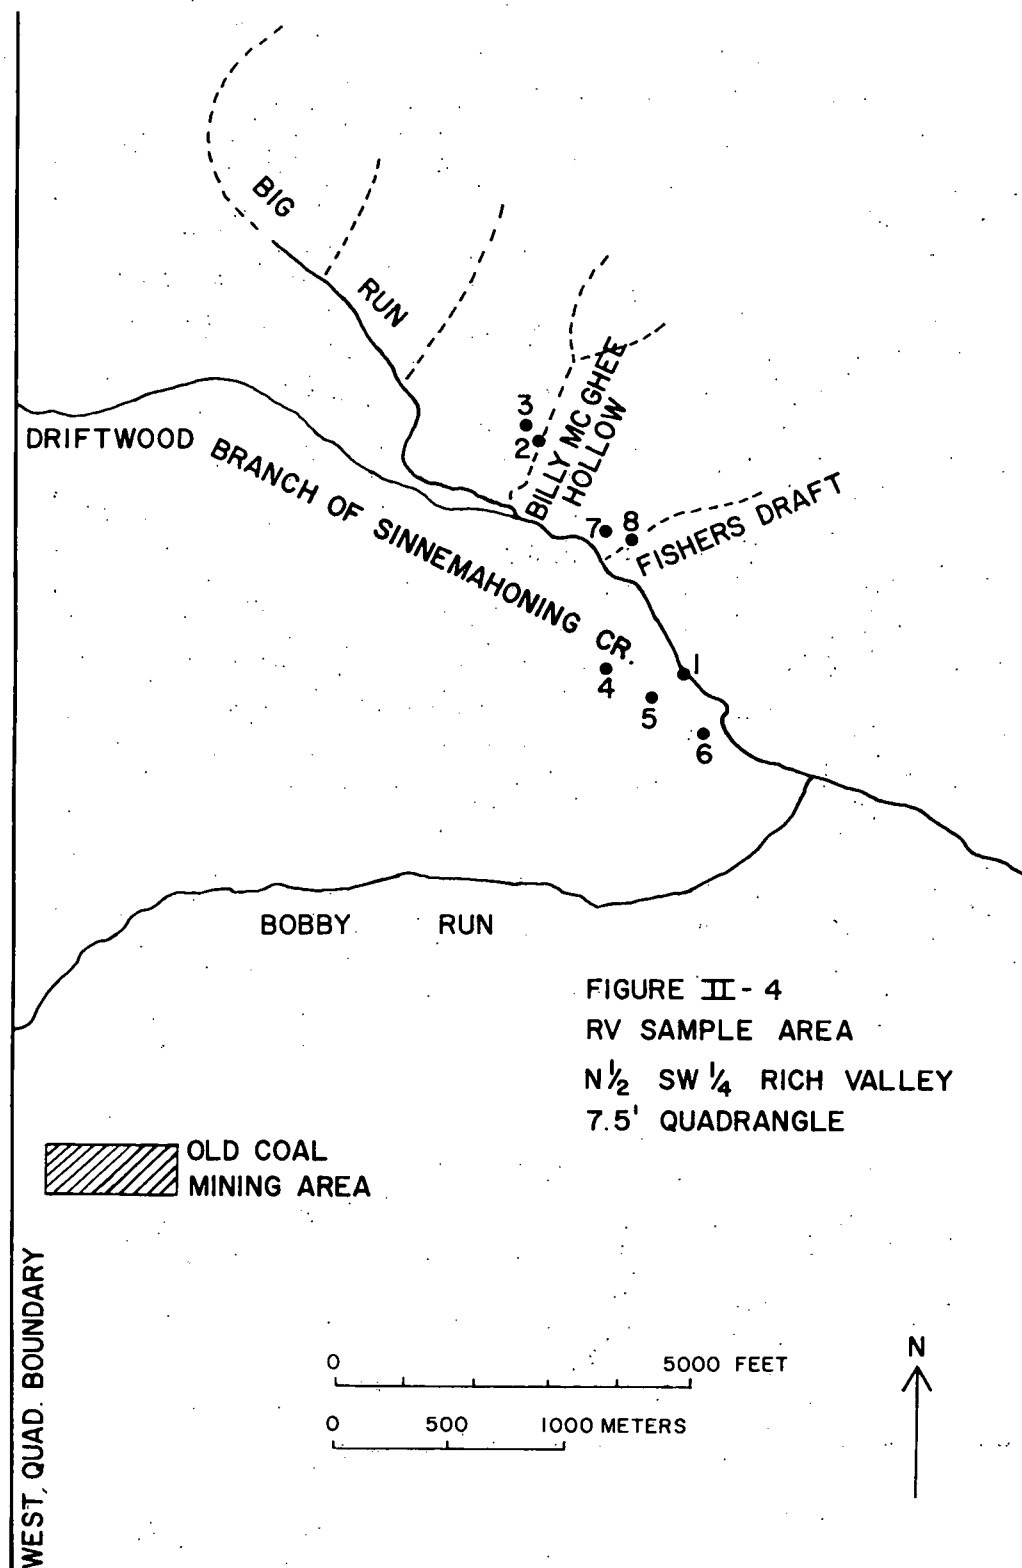 BIG
RUN
3
2
BILLY MC GHEE
HOLLOW
DRIFTWOOD BRANCH OF SINNEMAHONING CR.
7
8
FISHERS DRAFT
1
4
5
6
BOBBY RUN
FIGURE II-4
RV SAMPLE AREA
N½ SW¼ RICH VALLEY
7.5' QUADRANGLE
OLD COAL
MINING AREA
WEST, QUAD. BOUNDARY
0 5000 FEET
0 500 1000 METERS
N